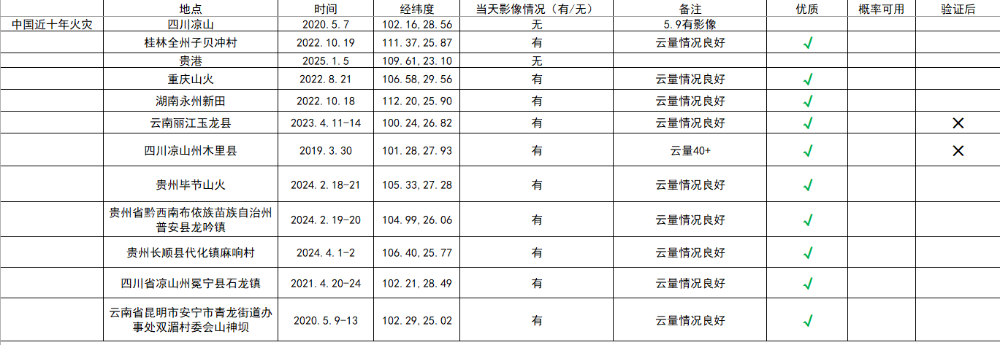 地点 时间 经纬度 当天影像情况（有/无） 备注 优质 概率可用 验证后
中国近十年火灾 四川凉山 2020.5.7 102.16,28.56 无 5.9有影像
桂林全州子贝冲村 2022.10.19 111.37,25.87 有 云量情况良好 √
贵港 2025.1.5 109.61,23.10 无
重庆山火 2022.8.21 106.58,29.56 有 云量情况良好 √
湖南永州新田 2022.10.18 112.20,25.90 有 云量情况良好 √
云南丽江玉龙县 2023.4.11-14 100.24,26.82 有 云量情况良好 √ ×
四川凉山州木里县 2019.3.30 101.28,27.93 有 云量40+ √ ×
贵州毕节山火 2024.2.18-21 105.33,27.28 有 云量情况良好 √
贵州省黔西南布依族苗族自治州
普安县龙吟镇 2024.2.19-20 104.99,26.06 有 云量情况良好 √
贵州长顺县代化镇麻响村 2024.4.1-2 106.40,25.77 有 云量情况良好 √
四川省凉山州冕宁县石龙镇 2021.4.20-24 102.21,28.49 有 云量情况良好 √
云南省昆明市安宁市青龙街道办
事处双湄村委会山神坝 2020.5.9-13 102.29,25.02 有 云量情况良好 √